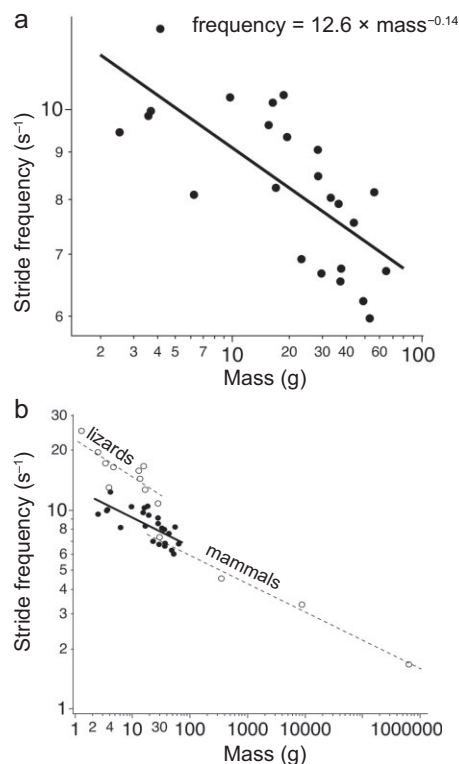 a
frequency = 12.6 × mass⁻⁰·¹⁴
Stride frequency (s⁻¹)
10
9
8
7
6
2 3 4 5 7 10 20 30 40 60 100
Mass (g)
b
Stride frequency (s⁻¹)
30
20
10
8
6
5
4
3
2
1
lizards
mammals
1 2 4 10 30 100 1000 10000 1000000
Mass (g)